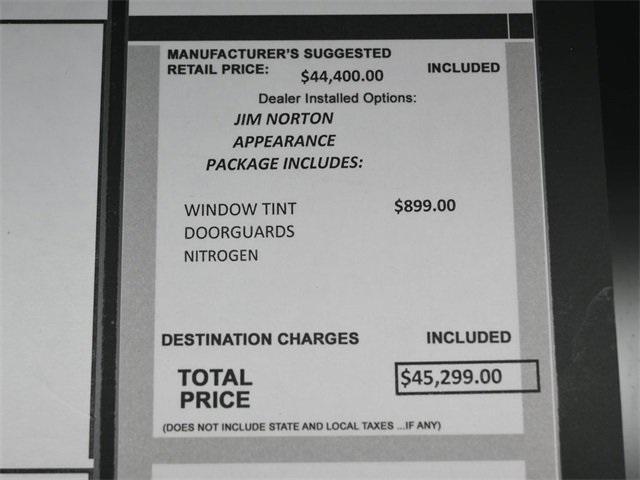 MANUFACTURER'S SUGGESTED
RETAIL PRICE: $44,400.00 INCLUDED
Dealer Installed Options:
JIM NORTON
APPEARANCE
PACKAGE INCLUDES:
WINDOW TINT $899.00
DOORGUARDS
NITROGEN
DESTINATION CHARGES INCLUDED
TOTAL $45,299.00
PRICE
(DOES NOT INCLUDE STATE AND LOCAL TAXES ...IF ANY)